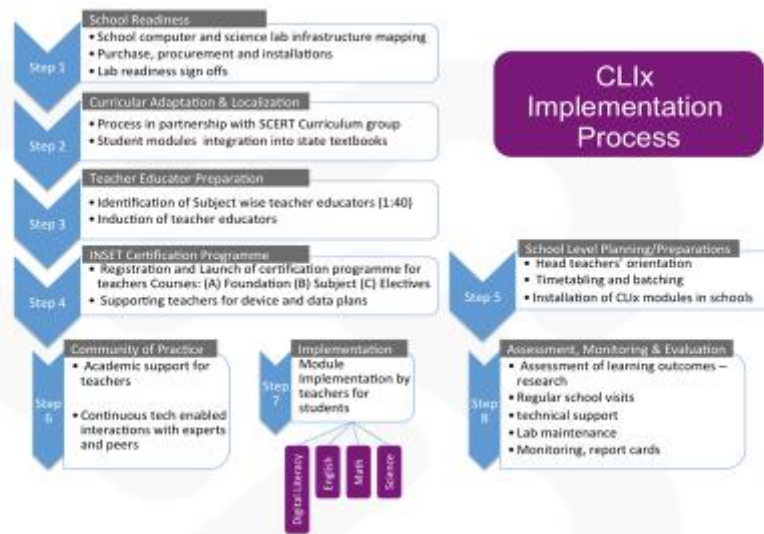 CLIx
Implementation
Process
School Readiness
Step 1
• School computer and science lab infrastructure mapping
• Purchase, procurement and installations
• Lab readiness sign offs
Curricular Adaptation & Localization
Step 2
• Process in partnership with SCERT Curriculum group
• Student modules integration into state textbooks
Teacher Educator Preparation
Step 3
• Identification of Subject wise teacher educators (1:40)
• Induction of teacher educators
INSET Certification Programme
Step 4
• Registration and Launch of certification programme for
teachers Courses: (A) Foundation (B) Subject (C) Electives
• Supporting teachers for device and data plans
School Level Planning/Preparations
Step 5
• Head teachers' orientation
• Timetabling and batching
• Installation of CLIx modules in schools
Community of Practice
Step
6
• Academic support for
teachers
• Continuous tech enabled
interactions with experts
and peers
Implementation
Step
7
Module
Implementation by
teachers for
students
Digital Literacy
English
Math
Science
Assessment, Monitoring & Evaluation
Step
8
• Assessment of learning outcomes –
research
• Regular school visits
• technical support
• Lab maintenance
• Monitoring, report cards